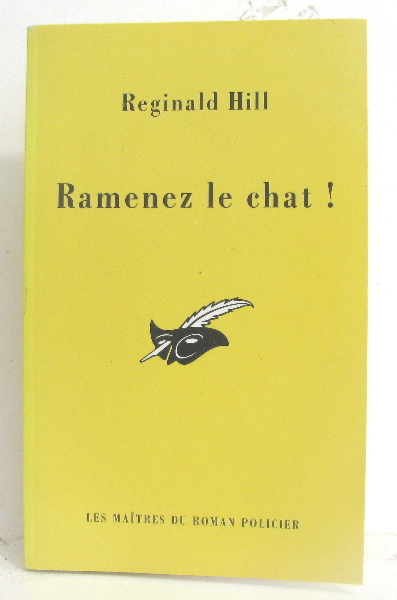 Reginald Hill
Ramenez le chat !
LES MAÎTRES DU ROMAN POLICIER